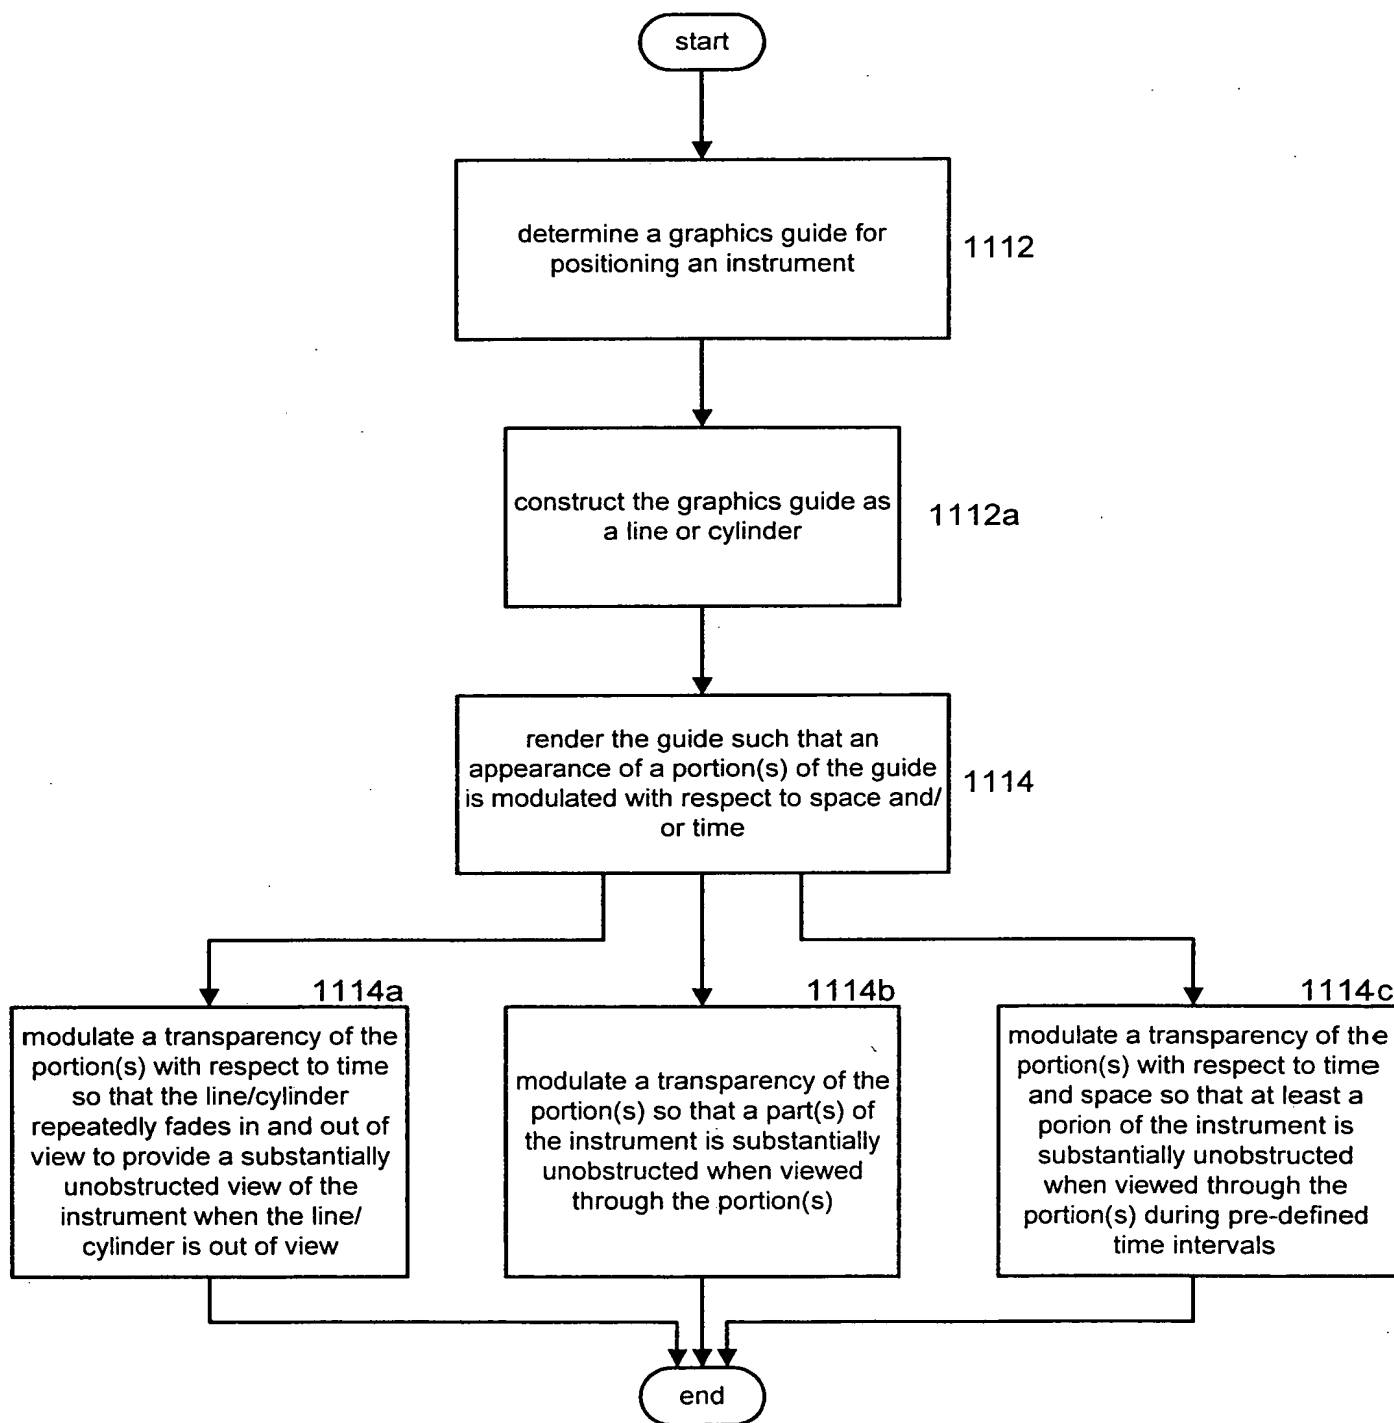 start
determine a graphics guide for
positioning an instrument
1112
construct the graphics guide as
a line or cylinder
1112a
render the guide such that an
appearance of a portion(s) of the guide
is modulated with respect to space and/
or time
1114
1114a
modulate a transparency of the
portion(s) with respect to time
so that the line/cylinder
repeatedly fades in and out of
view to provide a substantially
unobstructed view of the
instrument when the line/
cylinder is out of view
1114b
modulate a transparency of the
portion(s) so that a part(s) of
the instrument is substantially
unobstructed when viewed
through the portion(s)
1114c
modulate a transparency of the
portion(s) with respect to time
and space so that at least a
porion of the instrument is
substantially unobstructed
when viewed through the
portion(s) during pre-defined
time intervals
end